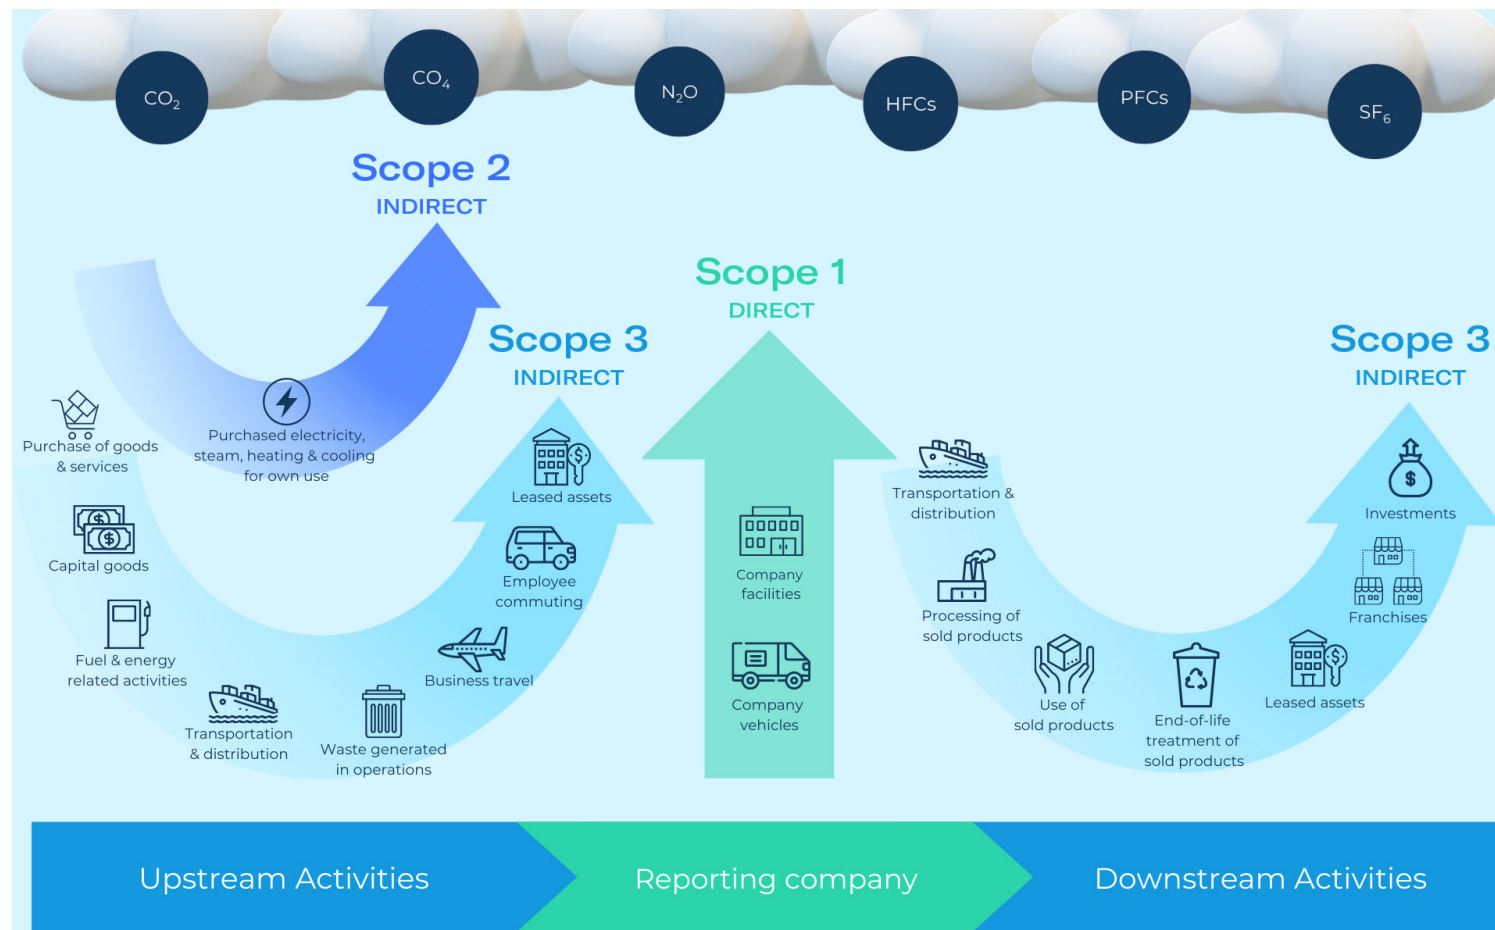 CO₂
CO₄
N₂O
HFCs
PFCs
SF₆
Scope 2
INDIRECT
Purchased electricity,
steam, heating & cooling
for own use
Scope 3
INDIRECT
Purchase of goods
& services
Capital goods
Fuel & energy
related activities
Transportation
& distribution
Waste generated
in operations
Business travel
Employee
commuting
Leased assets
Scope 1
DIRECT
Company
facilities
Company
vehicles
Scope 3
INDIRECT
Transportation &
distribution
Processing of
sold products
Use of
sold products
End-of-life
treatment of
sold products
Leased assets
Franchises
Investments
Upstream Activities
Reporting company
Downstream Activities